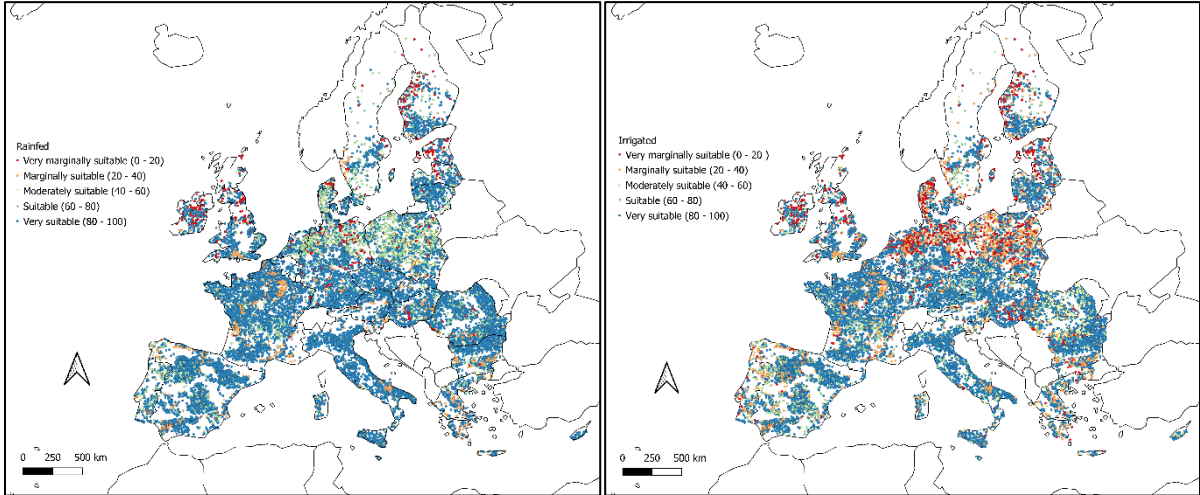 Rainfed
Very marginally suitable (0 - 20)
Marginally suitable (20 - 40)
Moderately suitable (40 - 60)
Suitable (60 - 80)
Very suitable (80 - 100)
0 250 500 km
Irrigated
Very marginally suitable (0 - 20 )
Marginally suitable (20 - 40)
Moderately suitable (40 - 60)
Suitable (60 - 80)
Very suitable (80 - 100)
0 250 500 km